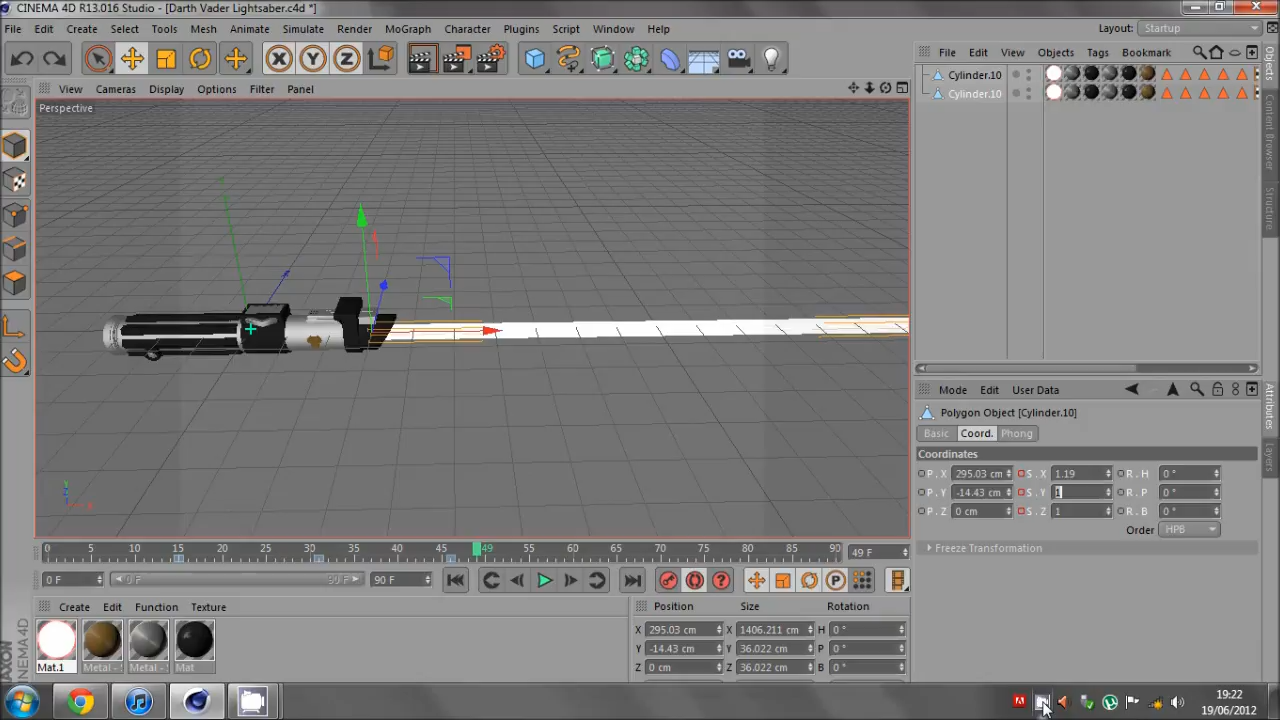 CINEMA 4D R13.016 Studio - [Darth Vader Lightsaber.c4d *]
File Edit Create Select Tools Mesh Animate Simulate Render MoGraph Character Plugins Script Window Help
Layout: Startup
X Y Z
File Edit View Objects Tags Bookmark
View Cameras Display Options Filter Panel
Perspective
Cylinder.10
Cylinder.10
Objects
Content Browser
Structure
Mode Edit User Data
Attributes
Layers
Polygon Object [Cylinder.10]
Basic Coord. Phong
Coordinates
P . X 295.03 cm S . X 1.19 R . H 0 °
P . Y -14.43 cm S . Y 1 R . P 0 °
P . Z 0 cm S . Z 1 R . B 0 °
Order HPB
Freeze Transformation
0 5 10 15 20 25 30 35 40 45 49 55 60 65 70 75 80 85 90 49 F
0 F 0 F 90 F 90 F
P
Create Edit Function Texture
Position Size Rotation
X 295.03 cm X 1406.211 cm H 0 °
Y -14.43 cm Y 36.022 cm P 0 °
Z 0 cm Z 36.022 cm B 0 °
Mat.1 Metal - Metal - Mat
MAXON CINEMA 4D
19:22
19/06/2012